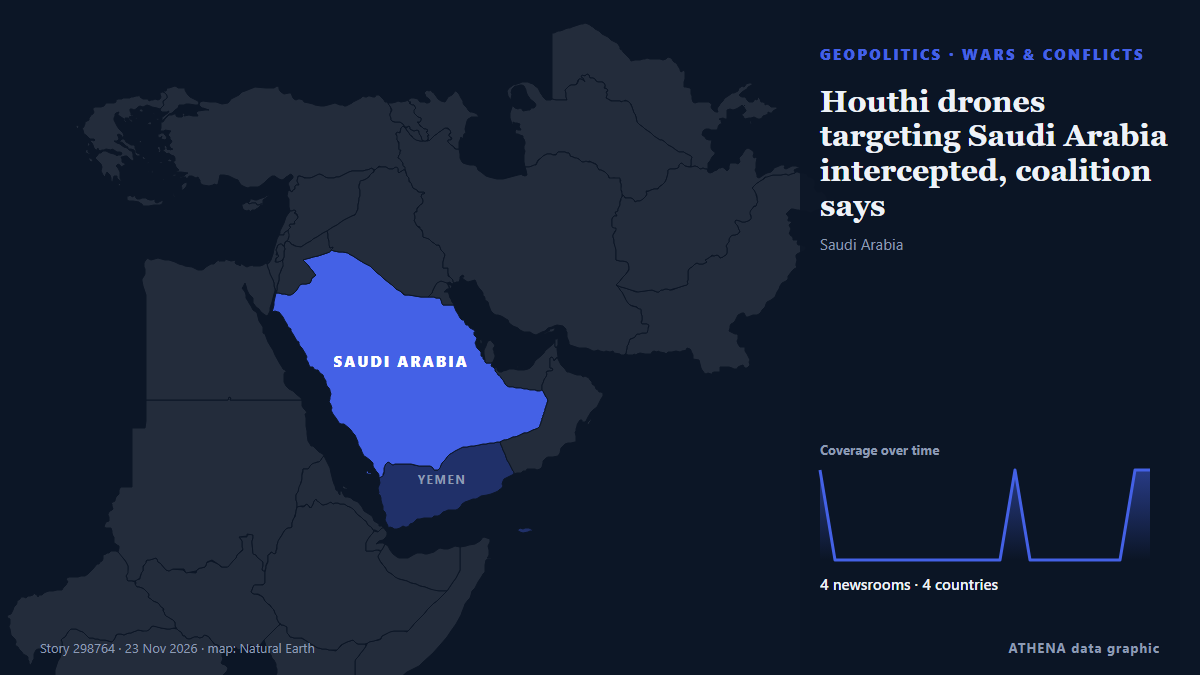 GEOPOLITICS · WARS & CONFLICTS
Houthi drones
targeting Saudi Arabia
intercepted, coalition
says
Saudi Arabia
SAUDI ARABIA
YEMEN
Coverage over time
4 newsrooms · 4 countries
Story 298764 · 23 Nov 2026 · map: Natural Earth
ATHENA data graphic